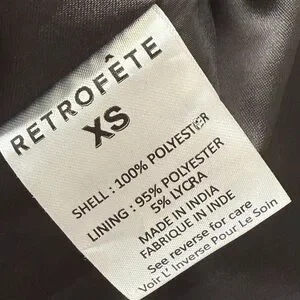 RETROFÊTE
XS
SHELL : 100% POLYESTER
LINING : 95% POLYESTER
5% LYCRA
MADE IN INDIA
FABRIQUE EN INDE
See reverse for care
Voir L' Inverse Pour Le Soin